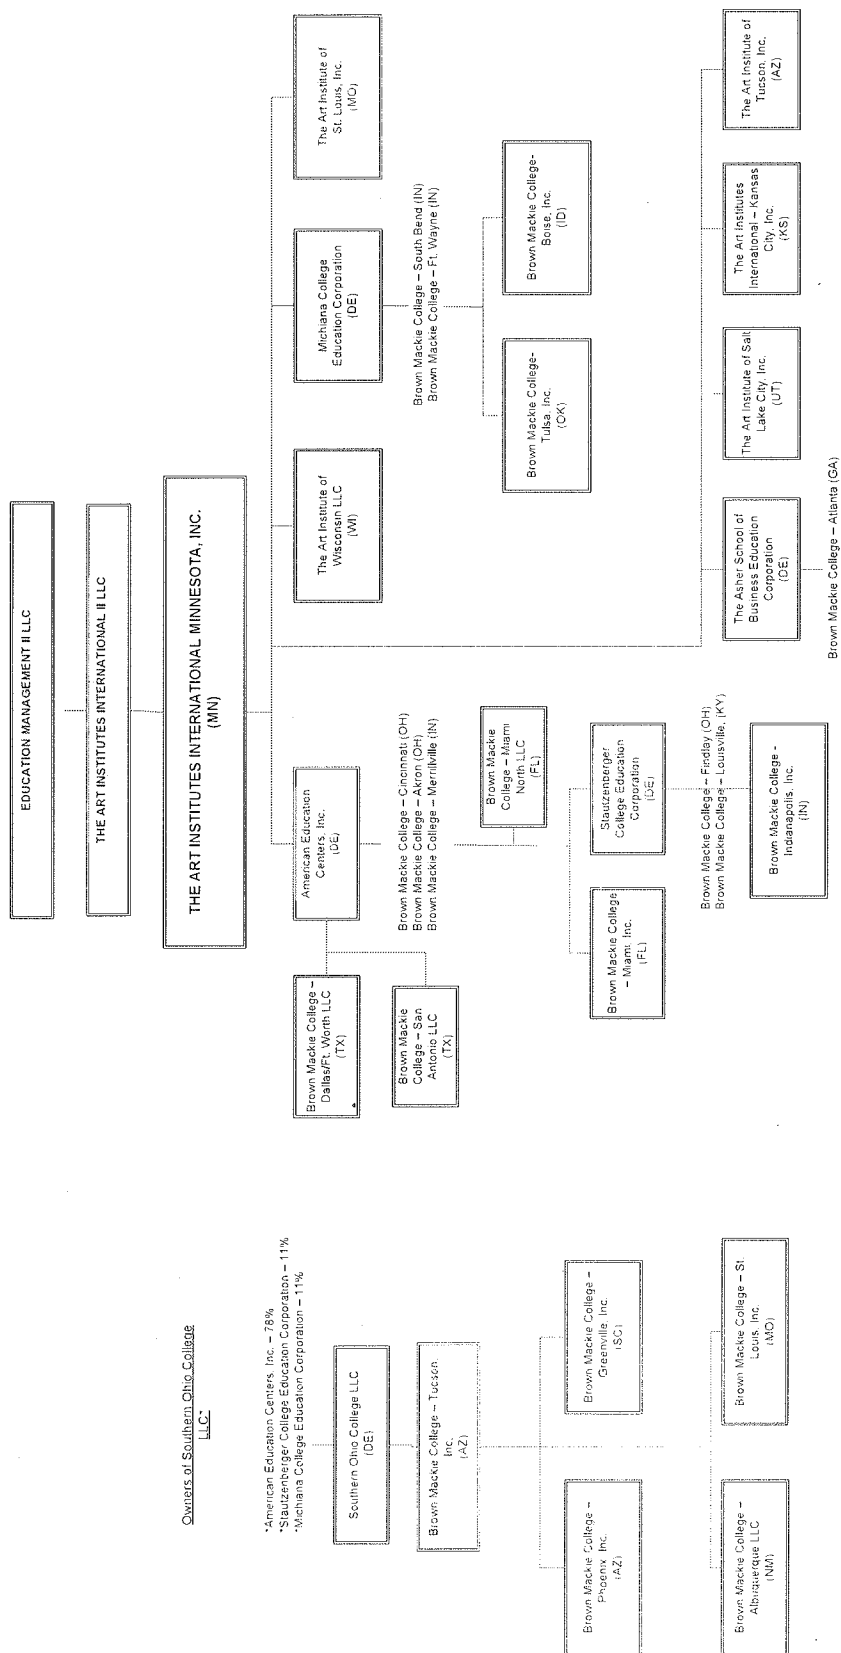 EDUCATION MANAGEMENT II LLC
THE ART INSTITUTES INTERNATIONAL II LLC
THE ART INSTITUTES INTERNATIONAL MINNESOTA, INC.
(MN)
Owners of Southern Ohio College
LLC*
*American Education Centers, Inc. – 78%
*Stautzenberger College Education Corporation – 11%
*Michiana College Education Corporation – 11%
Southern Ohio College LLC
(DE)
Brown Mackie College – Tucson,
Inc.
(AZ)
Brown Mackie College –
Phoenix, Inc.
(AZ)
Brown Mackie College –
Greenville, Inc.
(SC)
Brown Mackie College –
Albuquerque LLC
(NM)
Brown Mackie College – St.
Louis, Inc.
(MO)
Brown Mackie College –
Dallas/Ft. Worth LLC
(TX)
Brown Mackie
College – San
Antonio LLC
(TX)
American Education
Centers, Inc.
(DE)
Brown Mackie College – Cincinnati (OH)
Brown Mackie College – Akron (OH)
Brown Mackie College – Merrillville (IN)
Brown Mackie
College – Miami
North LLC
(FL)
Brown Mackie College
– Miami, Inc.
(FL)
Stautzenberger
College Education
Corporation
(DE)
Brown Mackie College – Findlay (OH)
Brown Mackie College – Louisville, (KY)
Brown Mackie College -
Indianapolis, Inc.
(IN)
The Art Institute of
Wisconsin LLC
(WI)
Michiana College
Education Corporation
(DE)
Brown Mackie College – South Bend (IN)
Brown Mackie College – Ft. Wayne (IN)
The Art Institute of
St. Louis, Inc.
(MO)
Brown Mackie College-
Tulsa, Inc.
(OK)
Brown Mackie College-
Boise, Inc.
(ID)
The Asher School of
Business Education
Corporation
(DE)
Brown Mackie College – Atlanta (GA)
The Art Institute of Salt
Lake City, Inc.
(UT)
The Art Institutes
International – Kansas
City, Inc.
(KS)
The Art Institute of
Tucson, Inc.
(AZ)